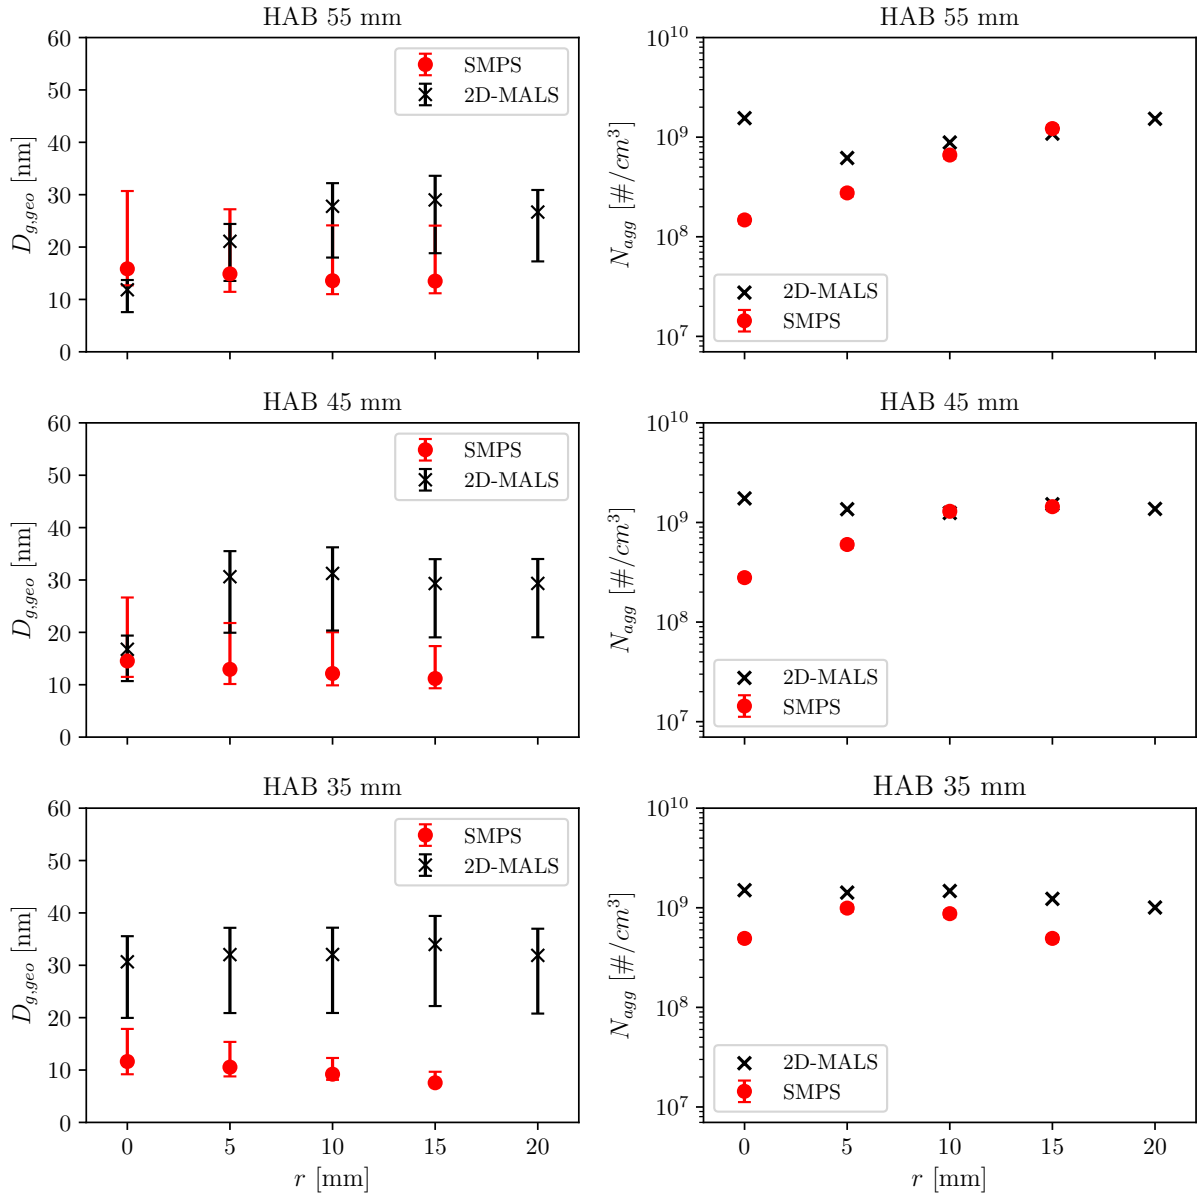 HAB 55 mm
60
50
40
30
20
10
0
D_{g,geo} [nm]
SMPS
2D-MALS
HAB 55 mm
10^{10}
10^9
10^8
10^7
N_{agg} [#/cm^3]
2D-MALS
SMPS
HAB 45 mm
60
50
40
30
20
10
0
D_{g,geo} [nm]
SMPS
2D-MALS
HAB 45 mm
10^{10}
10^9
10^8
10^7
N_{agg} [#/cm^3]
2D-MALS
SMPS
HAB 35 mm
60
50
40
30
20
10
0
D_{g,geo} [nm]
SMPS
2D-MALS
0 5 10 15 20
r [mm]
HAB 35 mm
10^{10}
10^9
10^8
10^7
N_{agg} [#/cm^3]
2D-MALS
SMPS
0 5 10 15 20
r [mm]